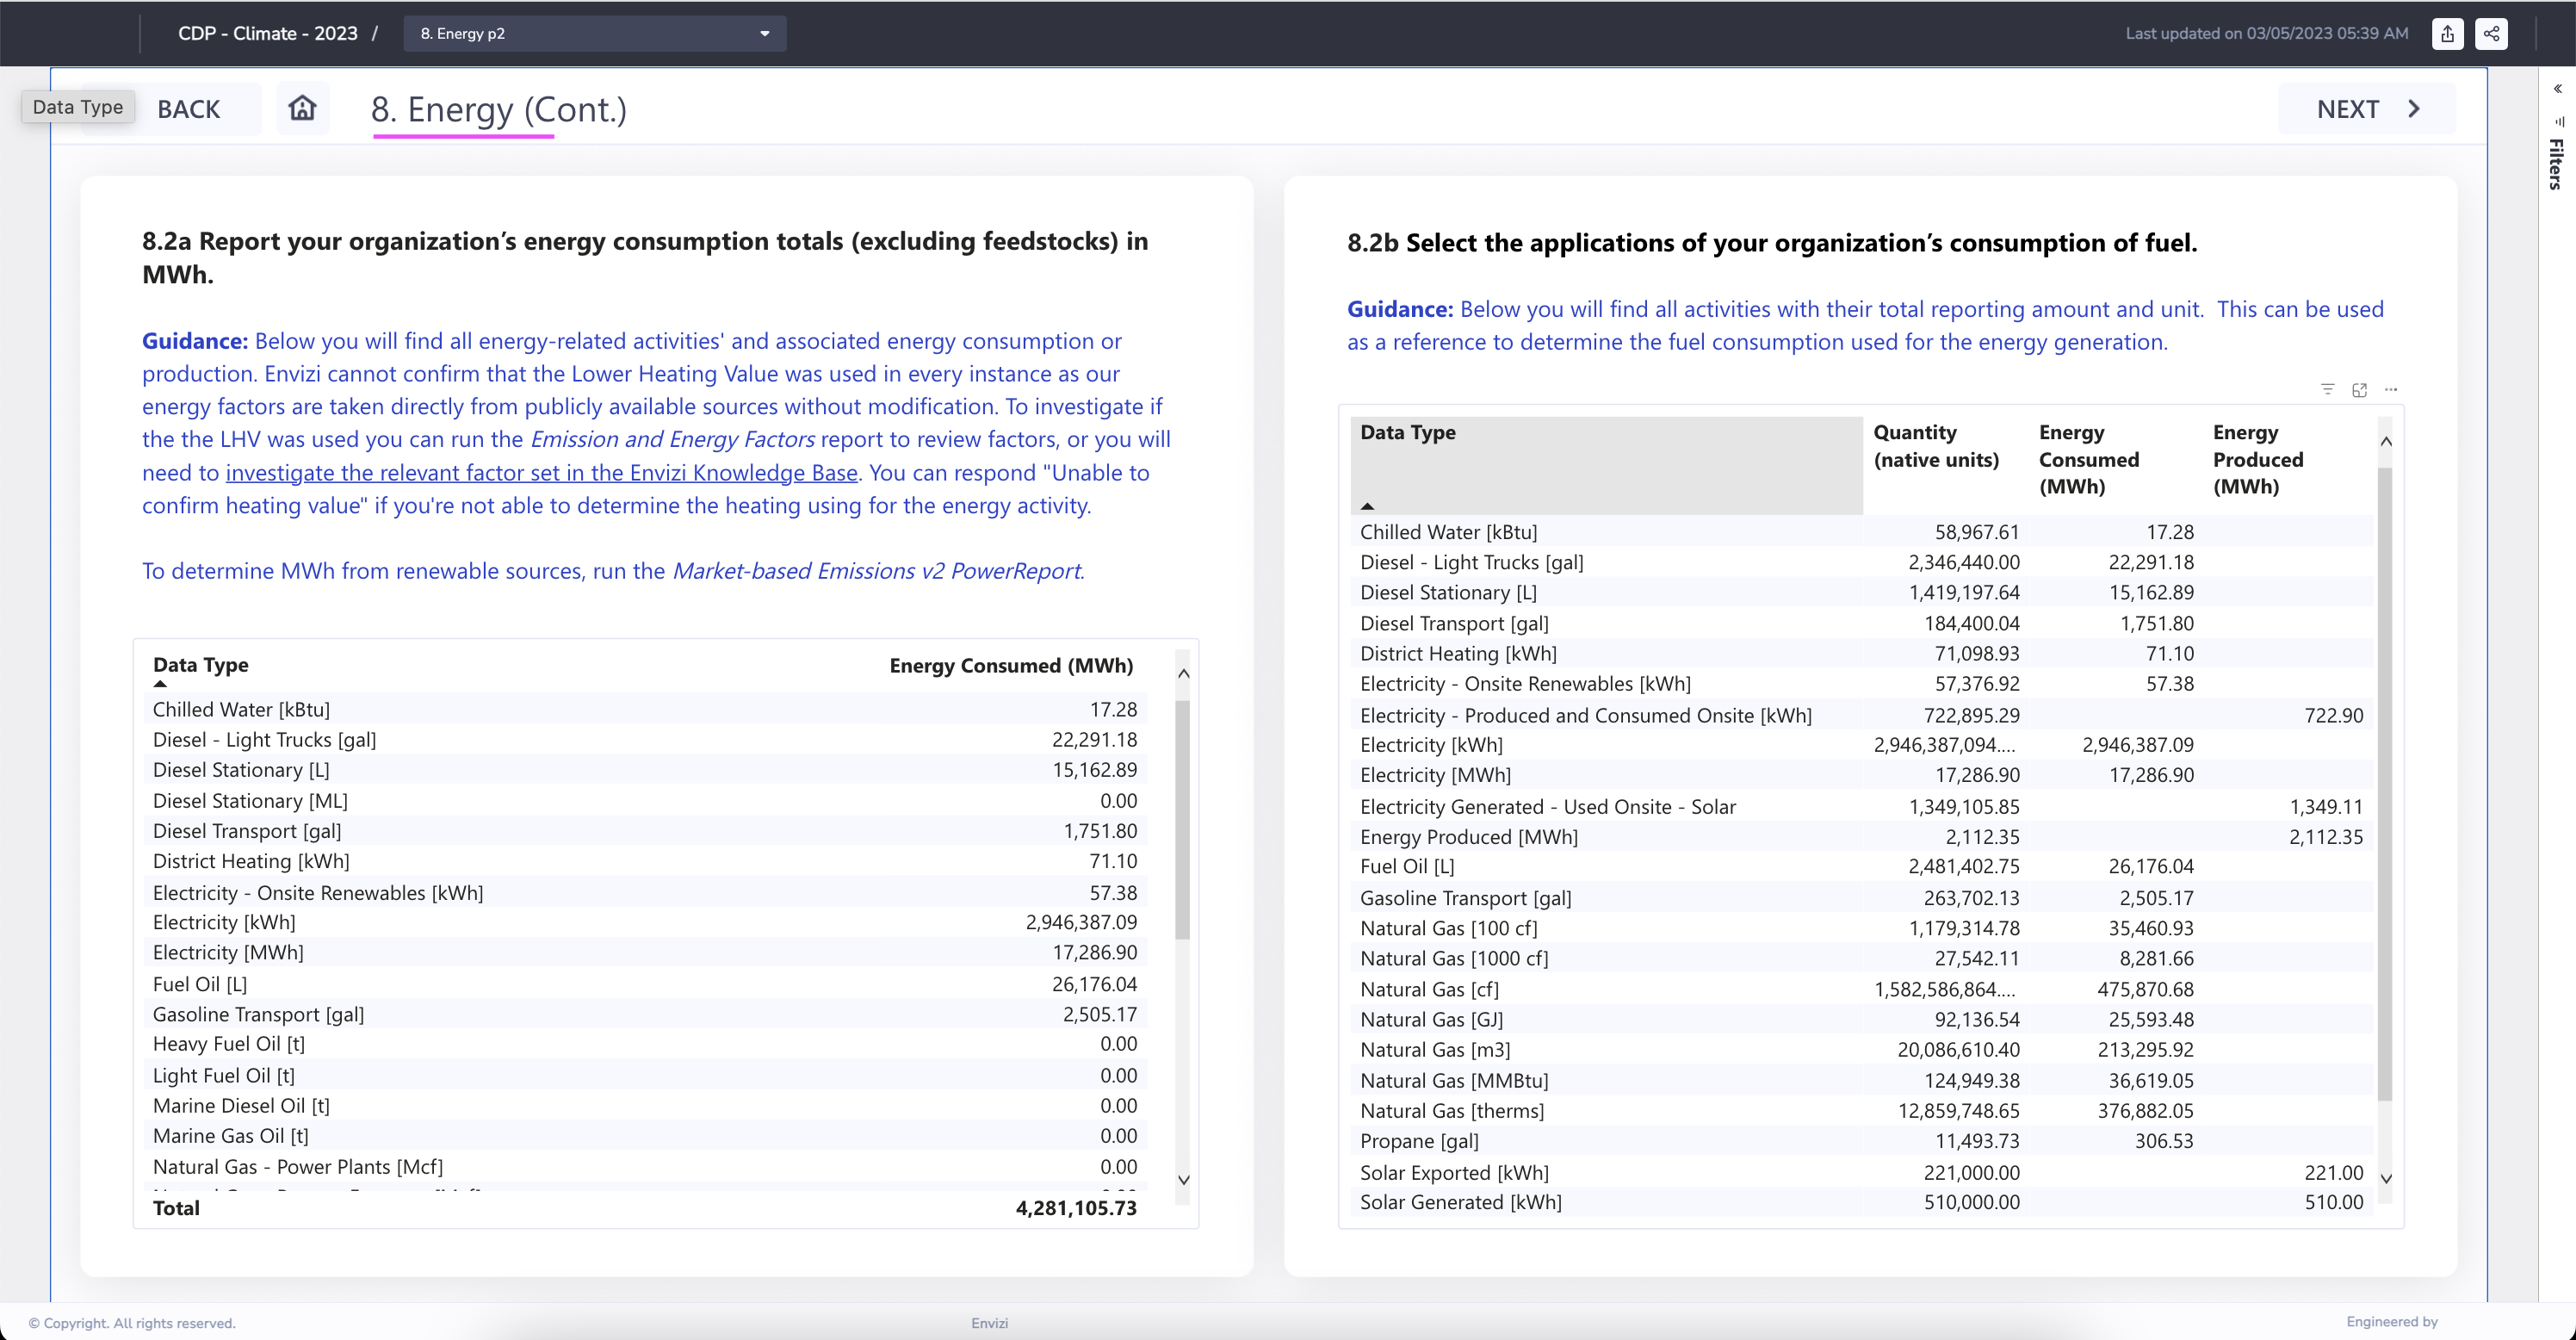 CDP - Climate - 2023 /
8. Energy p2
Last updated on 03/05/2023 05:39 AM
Data Type
BACK
8. Energy (Cont.)
NEXT
Filters
8.2a Report your organization's energy consumption totals (excluding feedstocks) in
MWh.
Guidance: Below you will find all energy-related activities' and associated energy consumption or
production. Envizi cannot confirm that the Lower Heating Value was used in every instance as our
energy factors are taken directly from publicly available sources without modification. To investigate if
the the LHV was used you can run the Emission and Energy Factors report to review factors, or you will
need to investigate the relevant factor set in the Envizi Knowledge Base. You can respond "Unable to
confirm heating value" if you're not able to determine the heating using for the energy activity.
To determine MWh from renewable sources, run the Market-based Emissions v2 PowerReport.
Data Type Energy Consumed (MWh)
Chilled Water [kBtu] 17.28
Diesel - Light Trucks [gal] 22,291.18
Diesel Stationary [L] 15,162.89
Diesel Stationary [ML] 0.00
Diesel Transport [gal] 1,751.80
District Heating [kWh] 71.10
Electricity - Onsite Renewables [kWh] 57.38
Electricity [kWh] 2,946,387.09
Electricity [MWh] 17,286.90
Fuel Oil [L] 26,176.04
Gasoline Transport [gal] 2,505.17
Heavy Fuel Oil [t] 0.00
Light Fuel Oil [t] 0.00
Marine Diesel Oil [t] 0.00
Marine Gas Oil [t] 0.00
Natural Gas - Power Plants [Mcf] 0.00
Total 4,281,105.73
8.2b Select the applications of your organization's consumption of fuel.
Guidance: Below you will find all activities with their total reporting amount and unit. This can be used
as a reference to determine the fuel consumption used for the energy generation.
Data Type Quantity Energy Energy
(native units) Consumed Produced
(MWh) (MWh)
Chilled Water [kBtu] 58,967.61 17.28
Diesel - Light Trucks [gal] 2,346,440.00 22,291.18
Diesel Stationary [L] 1,419,197.64 15,162.89
Diesel Transport [gal] 184,400.04 1,751.80
District Heating [kWh] 71,098.93 71.10
Electricity - Onsite Renewables [kWh] 57,376.92 57.38
Electricity - Produced and Consumed Onsite [kWh] 722,895.29 722.90
Electricity [kWh] 2,946,387,094.... 2,946,387.09
Electricity [MWh] 17,286.90 17,286.90
Electricity Generated - Used Onsite - Solar 1,349,105.85 1,349.11
Energy Produced [MWh] 2,112.35 2,112.35
Fuel Oil [L] 2,481,402.75 26,176.04
Gasoline Transport [gal] 263,702.13 2,505.17
Natural Gas [100 cf] 1,179,314.78 35,460.93
Natural Gas [1000 cf] 27,542.11 8,281.66
Natural Gas [cf] 1,582,586,864.... 475,870.68
Natural Gas [GJ] 92,136.54 25,593.48
Natural Gas [m3] 20,086,610.40 213,295.92
Natural Gas [MMBtu] 124,949.38 36,619.05
Natural Gas [therms] 12,859,748.65 376,882.05
Propane [gal] 11,493.73 306.53
Solar Exported [kWh] 221,000.00 221.00
Solar Generated [kWh] 510,000.00 510.00
© Copyright. All rights reserved.
Envizi
Engineered by